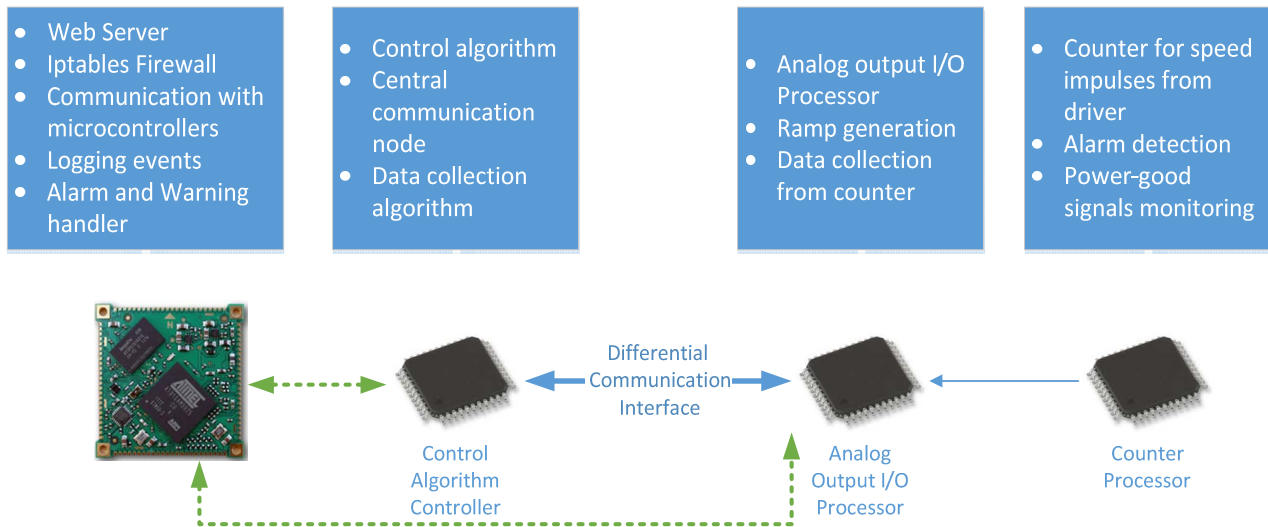 • Web Server
• Iptables Firewall
• Communication with
microcontrollers
• Logging events
• Alarm and Warning
handler
• Control algorithm
• Central
communication
node
• Data collection
algorithm
• Analog output I/O
Processor
• Ramp generation
• Data collection
from counter
• Counter for speed
impulses from
driver
• Alarm detection
• Power-good
signals monitoring
ATMEL
Differential
Communication
Interface
Control
Algorithm
Controller
Analog
Output I/O
Processor
Counter
Processor